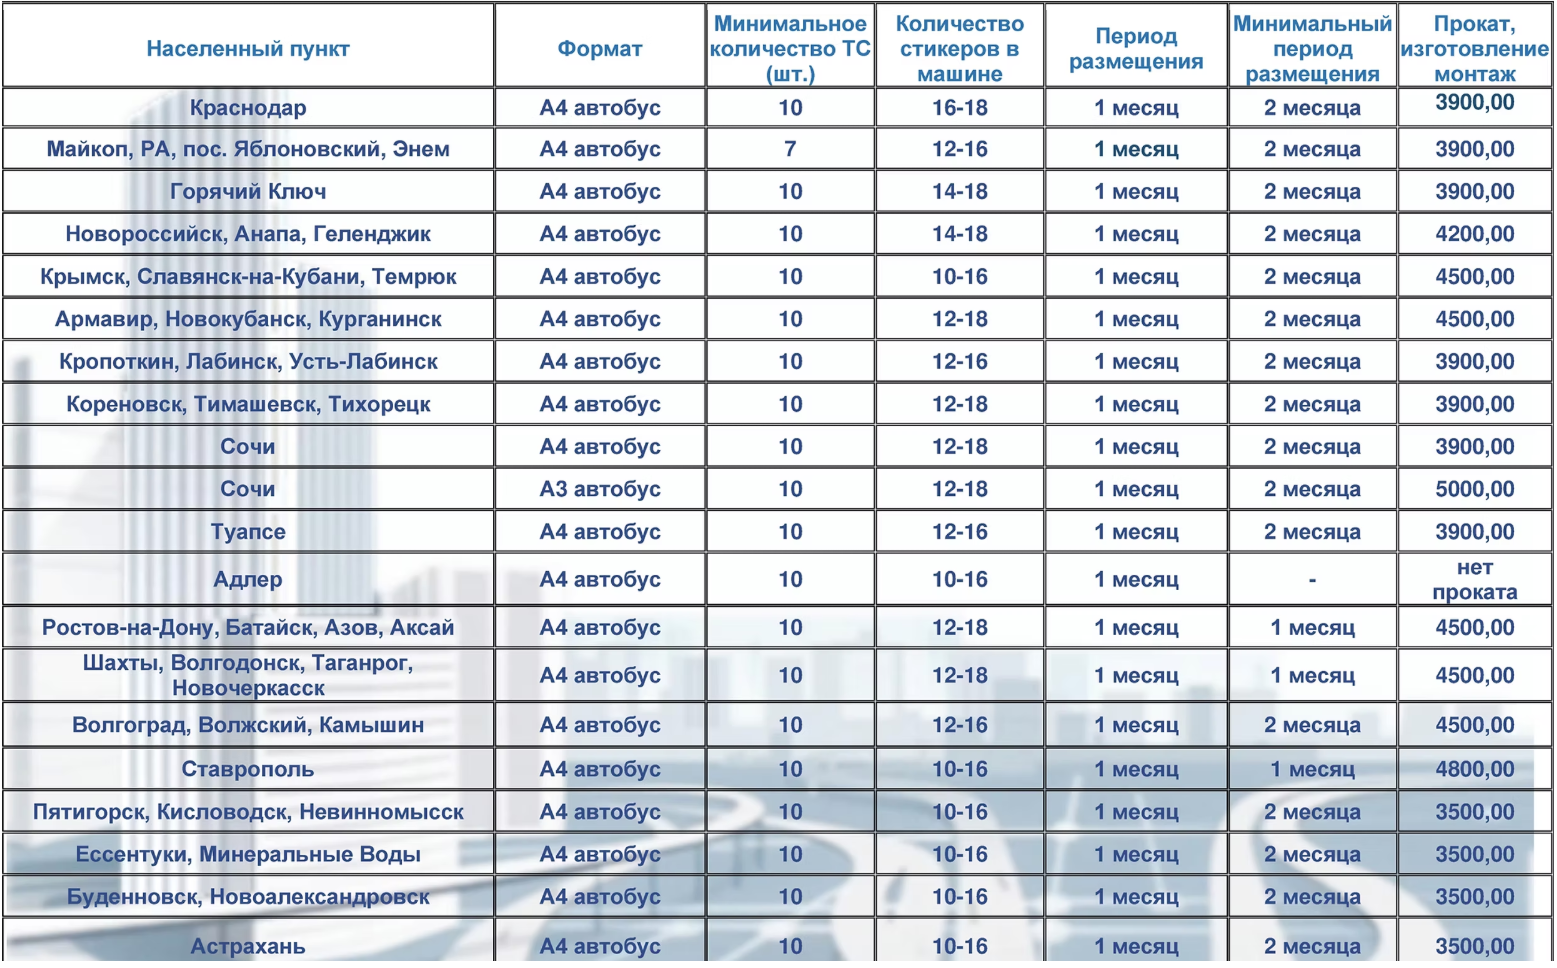 Населенный пункт Формат Минимальное количество ТС (шт.) Количество стикеров в машине Период размещения Минимальный период размещения Прокат, изготовление монтаж
Краснодар А4 автобус 10 16-18 1 месяц 2 месяца 3900,00
Майкоп, РА, пос. Яблоновский, Энем А4 автобус 7 12-16 1 месяц 2 месяца 3900,00
Горячий Ключ А4 автобус 10 14-18 1 месяц 2 месяца 3900,00
Новороссийск, Анапа, Геленджик А4 автобус 10 14-18 1 месяц 2 месяца 4200,00
Крымск, Славянск-на-Кубани, Темрюк А4 автобус 10 10-16 1 месяц 2 месяца 4500,00
Армавир, Новокубанск, Курганинск А4 автобус 10 12-18 1 месяц 2 месяца 4500,00
Кропоткин, Лабинск, Усть-Лабинск А4 автобус 10 12-16 1 месяц 2 месяца 3900,00
Кореновск, Тимашевск, Тихорецк А4 автобус 10 12-18 1 месяц 2 месяца 3900,00
Сочи А4 автобус 10 12-18 1 месяц 2 месяца 3900,00
Сочи А3 автобус 10 12-18 1 месяц 2 месяца 5000,00
Туапсе А4 автобус 10 12-16 1 месяц 2 месяца 3900,00
Адлер А4 автобус 10 10-16 1 месяц - нет проката
Ростов-на-Дону, Батайск, Азов, Аксай А4 автобус 10 12-18 1 месяц 1 месяц 4500,00
Шахты, Волгодонск, Таганрог, Новочеркасск А4 автобус 10 12-18 1 месяц 1 месяц 4500,00
Волгоград, Волжский, Камышин А4 автобус 10 12-16 1 месяц 2 месяца 4500,00
Ставрополь А4 автобус 10 10-16 1 месяц 1 месяц 4800,00
Пятигорск, Кисловодск, Невинномысск А4 автобус 10 10-16 1 месяц 2 месяца 3500,00
Ессентуки, Минеральные Воды А4 автобус 10 10-16 1 месяц 2 месяца 3500,00
Буденновск, Новоалександровск А4 автобус 10 10-16 1 месяц 2 месяца 3500,00
Астрахань А4 автобус 10 10-16 1 месяц 2 месяца 3500,00